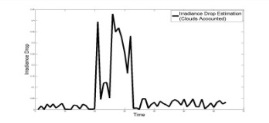 Irradiance Drop Estimation
(Clouds Accounted)
Irradiance Drop
Time